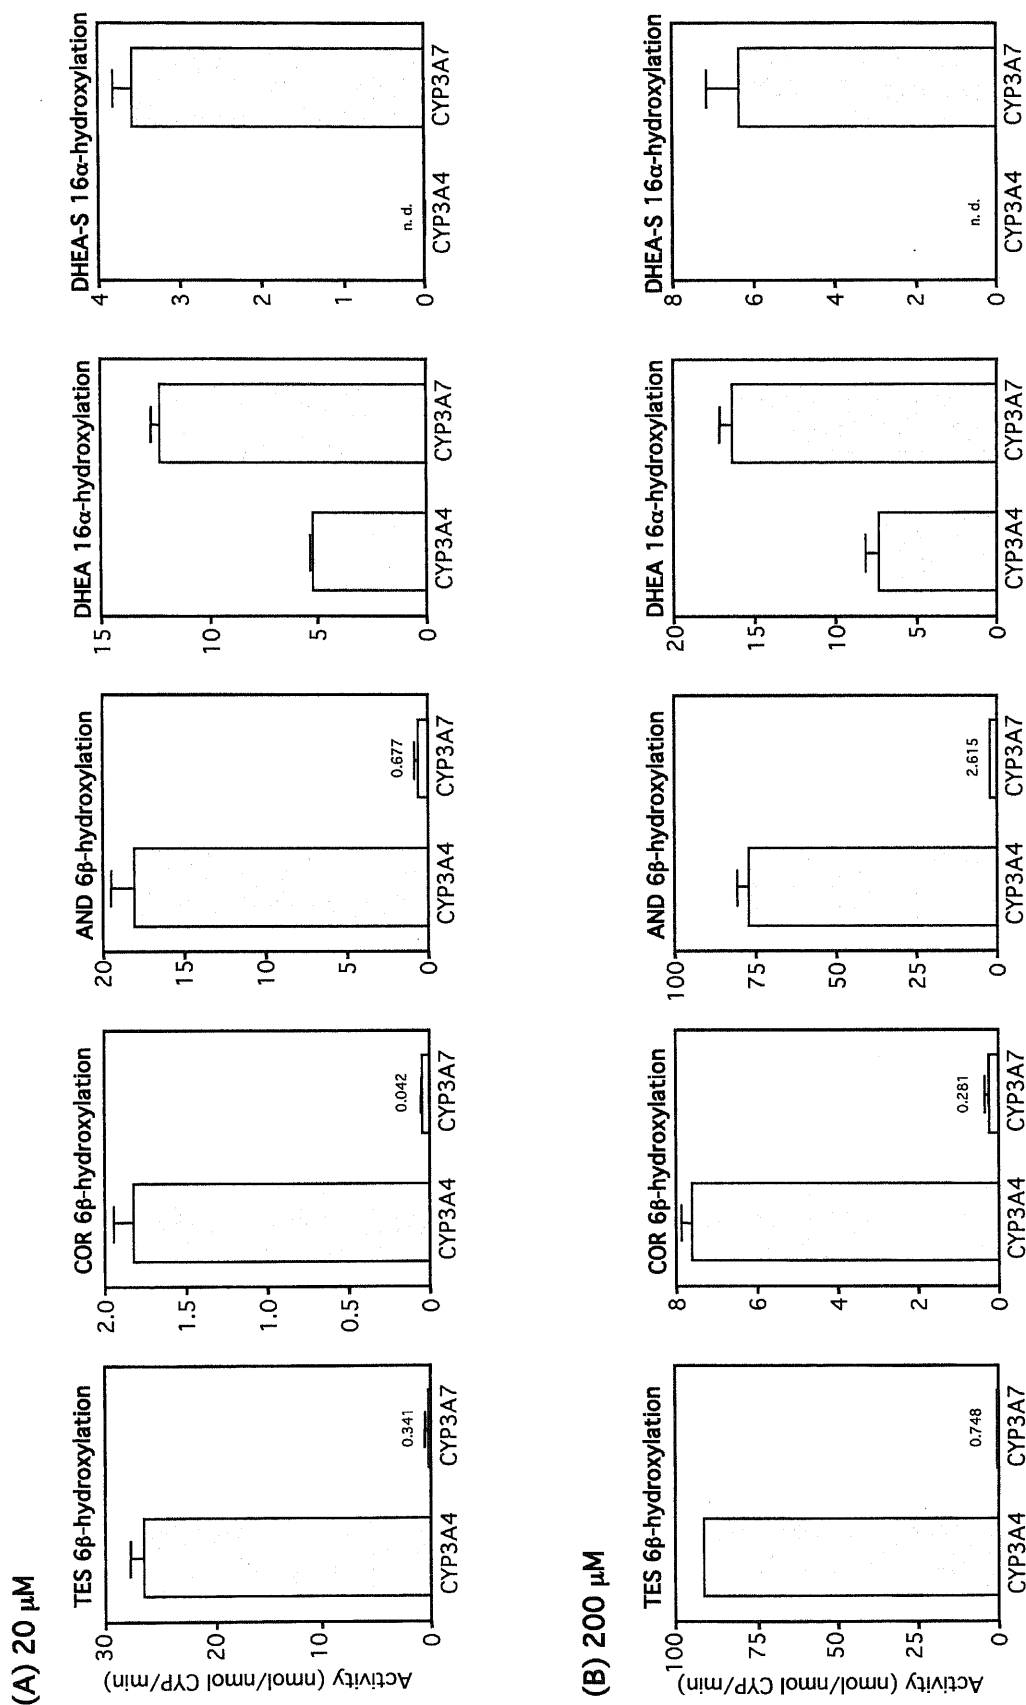 (A) 20 μM
Activity (nmol/nmol CYP/min)
TES 6β-hydroxylation
30
20
10
0
0.341
CYP3A4
CYP3A7
COR 6β-hydroxylation
2.0
1.5
1.0
0.5
0
0.042
CYP3A4
CYP3A7
AND 6β-hydroxylation
20
15
10
5
0
0.677
CYP3A4
CYP3A7
DHEA 16α-hydroxylation
15
10
5
0
CYP3A4
CYP3A7
DHEA-S 16α-hydroxylation
4
3
2
1
0
n. d.
CYP3A4
CYP3A7
(B) 200 μM
Activity (nmol/nmol CYP/min)
TES 6β-hydroxylation
100
75
50
25
0
0.748
CYP3A4
CYP3A7
COR 6β-hydroxylation
8
6
4
2
0
0.281
CYP3A4
CYP3A7
AND 6β-hydroxylation
100
75
50
25
0
2.615
CYP3A4
CYP3A7
DHEA 16α-hydroxylation
20
15
10
5
0
CYP3A4
CYP3A7
DHEA-S 16α-hydroxylation
8
6
4
2
0
n. d.
CYP3A4
CYP3A7